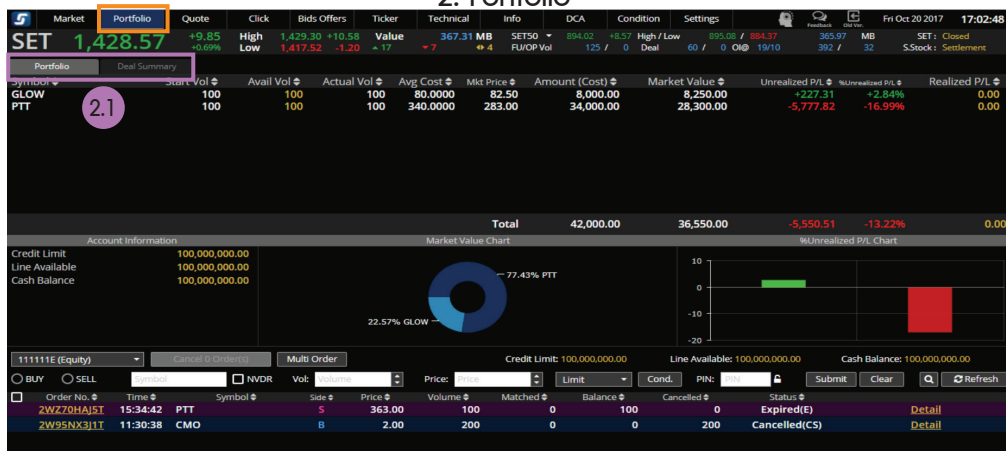 2. Portfolio
Market Portfolio Quote Click Bids Offers Ticker Technical Info DCA Condition Settings Feedback Old Ver. Fri Oct 20 2017 17:02:48
SET 1,428.57 +9.85 High 1,429.30 +10.58 Value 367.31 MB SET50 894.02 +8.57 High / Low 895.08 / 884.37 365.97 MB SET : Closed
+0.69% Low 1,417.52 -1.20 17 7 4 FU/OP Vol 125 / 0 Deal 60 / 0 OI@ 19/10 392 / 32 S.Stock : Settlement
Portfolio Deal Summary
Symbol Start Vol Avail Vol Actual Vol Avg Cost Mkt Price Amount (Cost) Market Value Unrealized P/L %Unrealized P/L Realized P/L
GLOW 100 100 100 80.0000 82.50 8,000.00 8,250.00 +227.31 +2.84% 0.00
PTT 100 100 100 340.0000 283.00 34,000.00 28,300.00 -5,777.82 -16.99% 0.00
2.1
Total 42,000.00 36,550.00 -5,550.51 -13.22% 0.00
Account Information Market Value Chart %Unrealized P/L Chart
Credit Limit 100,000,000.00
Line Available 100,000,000.00
Cash Balance 100,000,000.00
77.43% PTT
22.57% GLOW
10
0
-10
-20
111111E (Equity) Cancel 0 Order(s) Multi Order Credit Limit: 100,000,000.00 Line Available: 100,000,000.00 Cash Balance: 100,000,000.00
BUY SELL Symbol NVDR Vol: Volume Price: Price Limit Cond. PIN: PIN Submit Clear Refresh
Order No. Time Symbol Side Price Volume Matched Balance Cancelled Status
2WZ70HAJ5T 15:34:42 PTT S 363.00 100 0 100 0 Expired(E) Detail
2W95NX3J1T 11:30:38 CMO B 2.00 200 0 0 200 Cancelled(CS) Detail